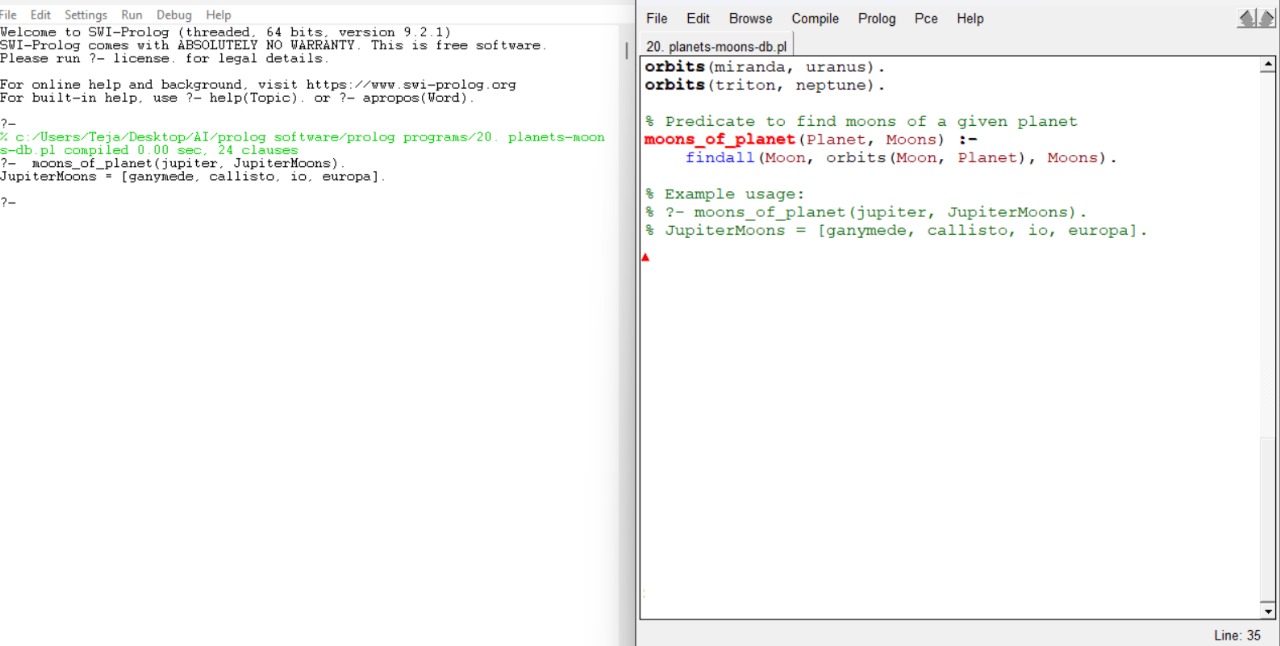 File Edit Settings Run Debug Help
Welcome to SWI-Prolog (threaded, 64 bits, version 9.2.1)
SWI-Prolog comes with ABSOLUTELY NO WARRANTY. This is free software.
Please run ?- license. for legal details.
For online help and background, visit https://www.swi-prolog.org
For built-in help, use ?- help(Topic). or ?- apropos(Word).
?-
% c:/Users/Teja/Desktop/AI/prolog software/prolog programs/20. planets-moon
s-db.pl compiled 0.00 sec, 24 clauses
?-  moons_of_planet(jupiter, JupiterMoons).
JupiterMoons = [ganymede, callisto, io, europa].
?-
File Edit Browse Compile Prolog Pce Help
20. planets-moons-db.pl
orbits(miranda, uranus).
orbits(triton, neptune).
% Predicate to find moons of a given planet
moons_of_planet(Planet, Moons) :-
    findall(Moon, orbits(Moon, Planet), Moons).
% Example usage:
% ?- moons_of_planet(jupiter, JupiterMoons).
% JupiterMoons = [ganymede, callisto, io, europa].
Line: 35